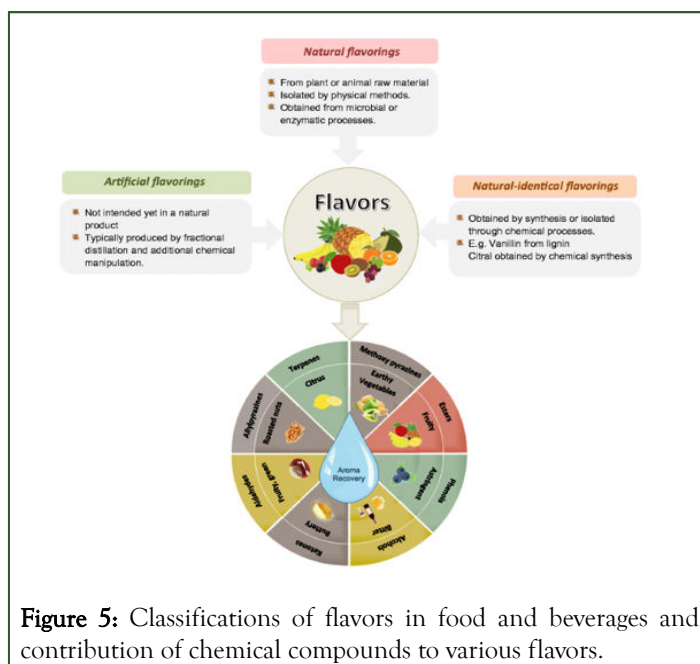 Natural flavorings
From plant or animal raw material
Isolated by physical methods.
Obtained from microbial or
enzymatic processes.
Artificial flavorings
Not intended yet in a natural
product
Typically produced by fractional
distillation and additional chemical
manipulation.
Flavors
Natural-identical flavorings
Obtained by synthesis or isolated
through chemical processes.
E.g. Vanillin from lignin
Citral obtained by chemical synthesis
Terpenes
Citrus
Methoxy pyrazines
Earthy
Vegetables
Esters
Fruity
Phenols
Astringent
Alcohols
Bitter
Ketones
Buttery
Aldehydes
Fruity, green
Allylpyrazines
Roasted nuts
Aroma
Recovery
Figure 5: Classifications of flavors in food and beverages and
contribution of chemical compounds to various flavors.